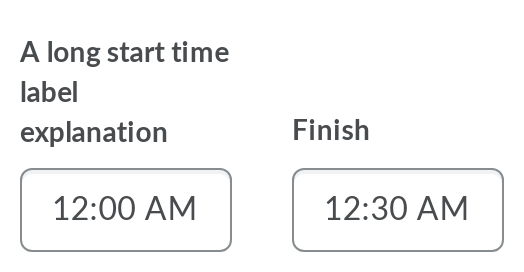 A long start time
label
explanation
Finish
12:00 AM
12:30 AM